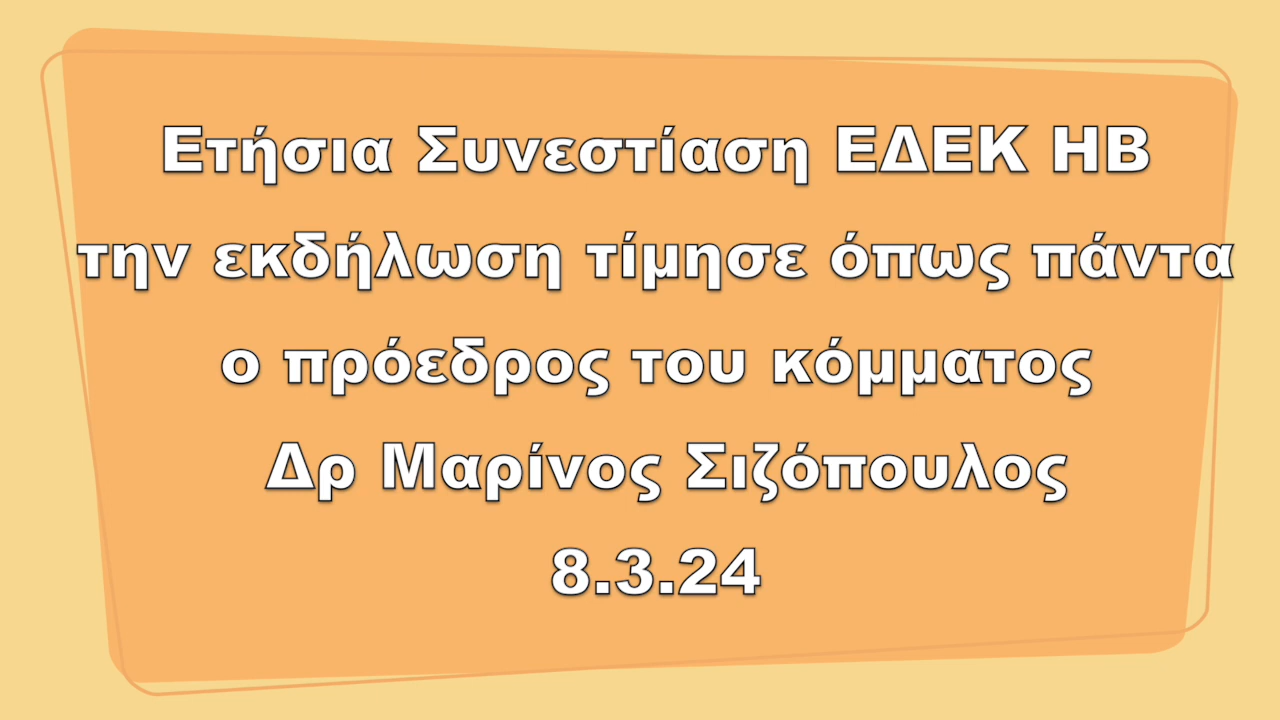 Ετήσια Συνεστίαση ΕΔΕΚ ΗΒ
την εκδήλωση τίμησε όπως πάντα
ο πρόεδρος του κόμματος
Δρ Μαρίνος Σιζόπουλος
8.3.24